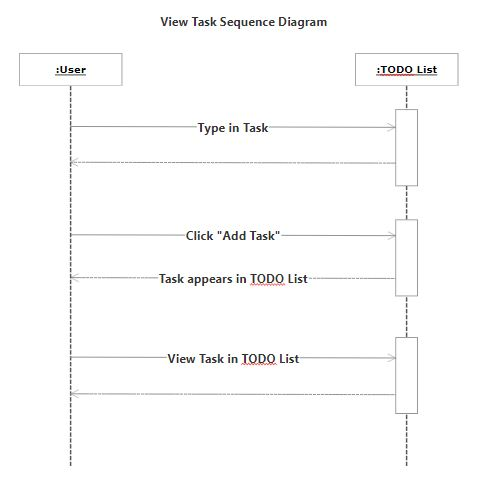 View Task Sequence Diagram
:User
:TODO List
Type in Task
Click "Add Task"
Task appears in TODO List
View Task in TODO List